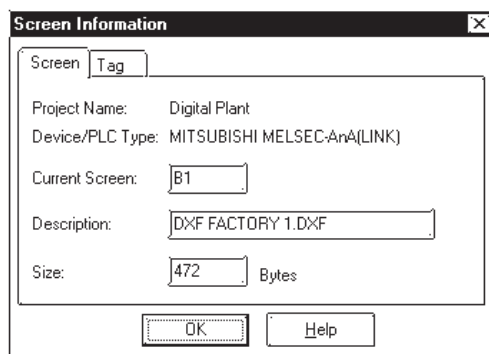 Screen Information
Screen Tag
Project Name: Digital Plant
Device/PLC Type: MITSUBISHI MELSEC-AnA(LINK)
Current Screen: B1
Description: DXF FACTORY 1.DXF
Size: 472 Bytes
OK Help